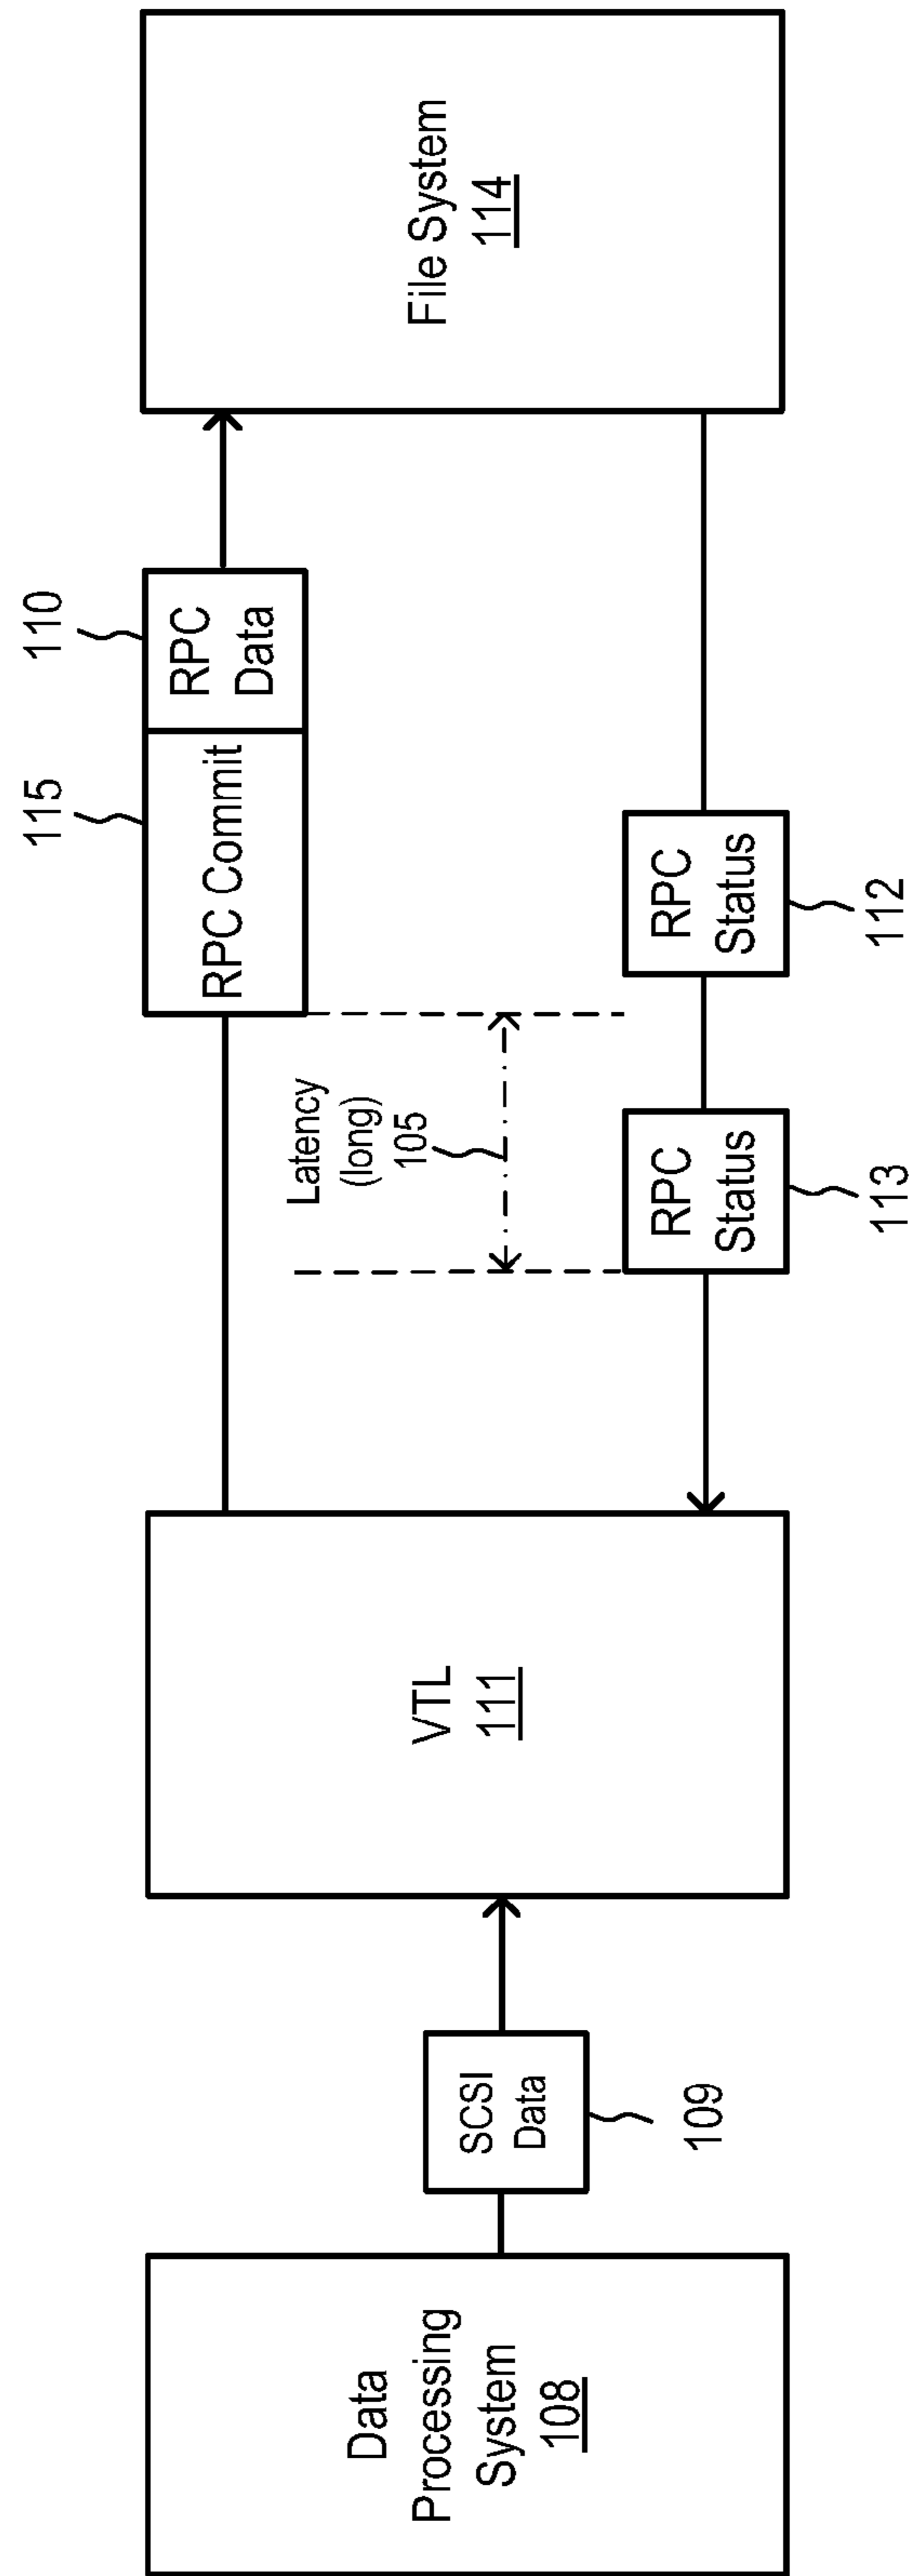 Data
Processing
System
108
SCSI
Data
109
VTL
111
115
110
RPC Commit
RPC
Data
Latency
(long)
105
RPC
Status
113
RPC
Status
112
File System
114